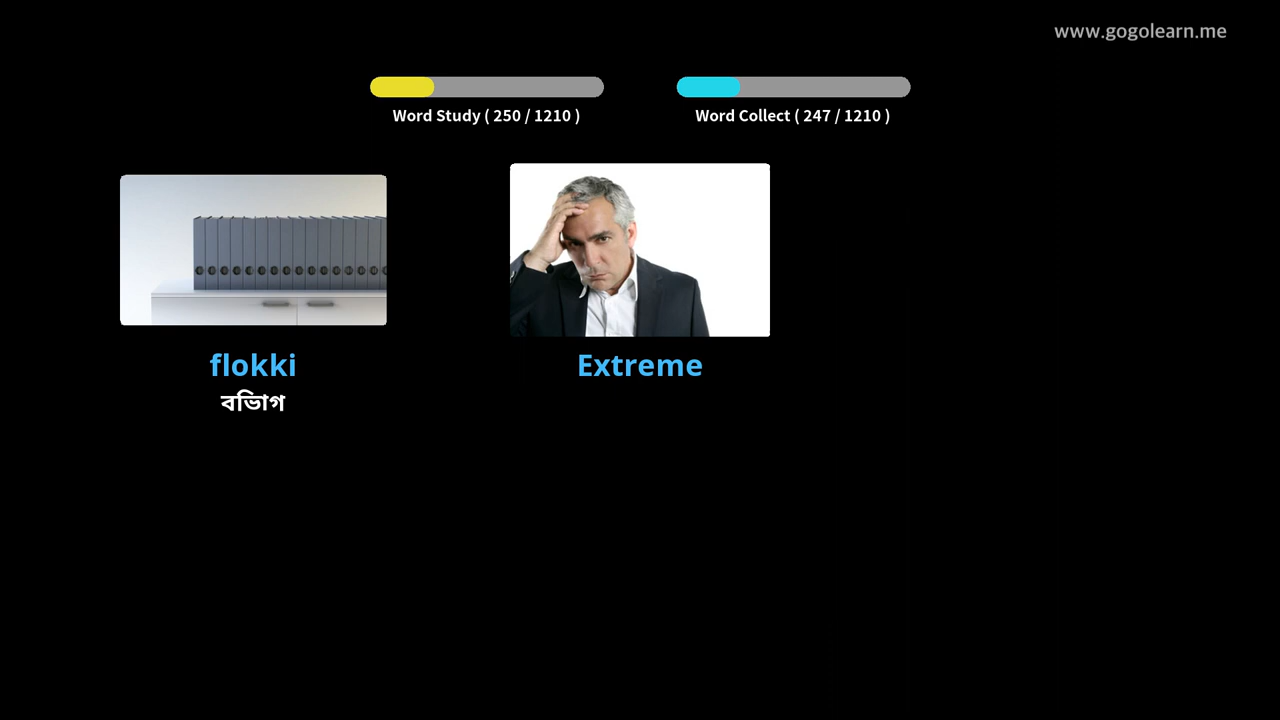 www.gogolearn.me
Word Study ( 250 / 1210 )
Word Collect ( 247 / 1210 )
flokki
Extreme
বিভাগ